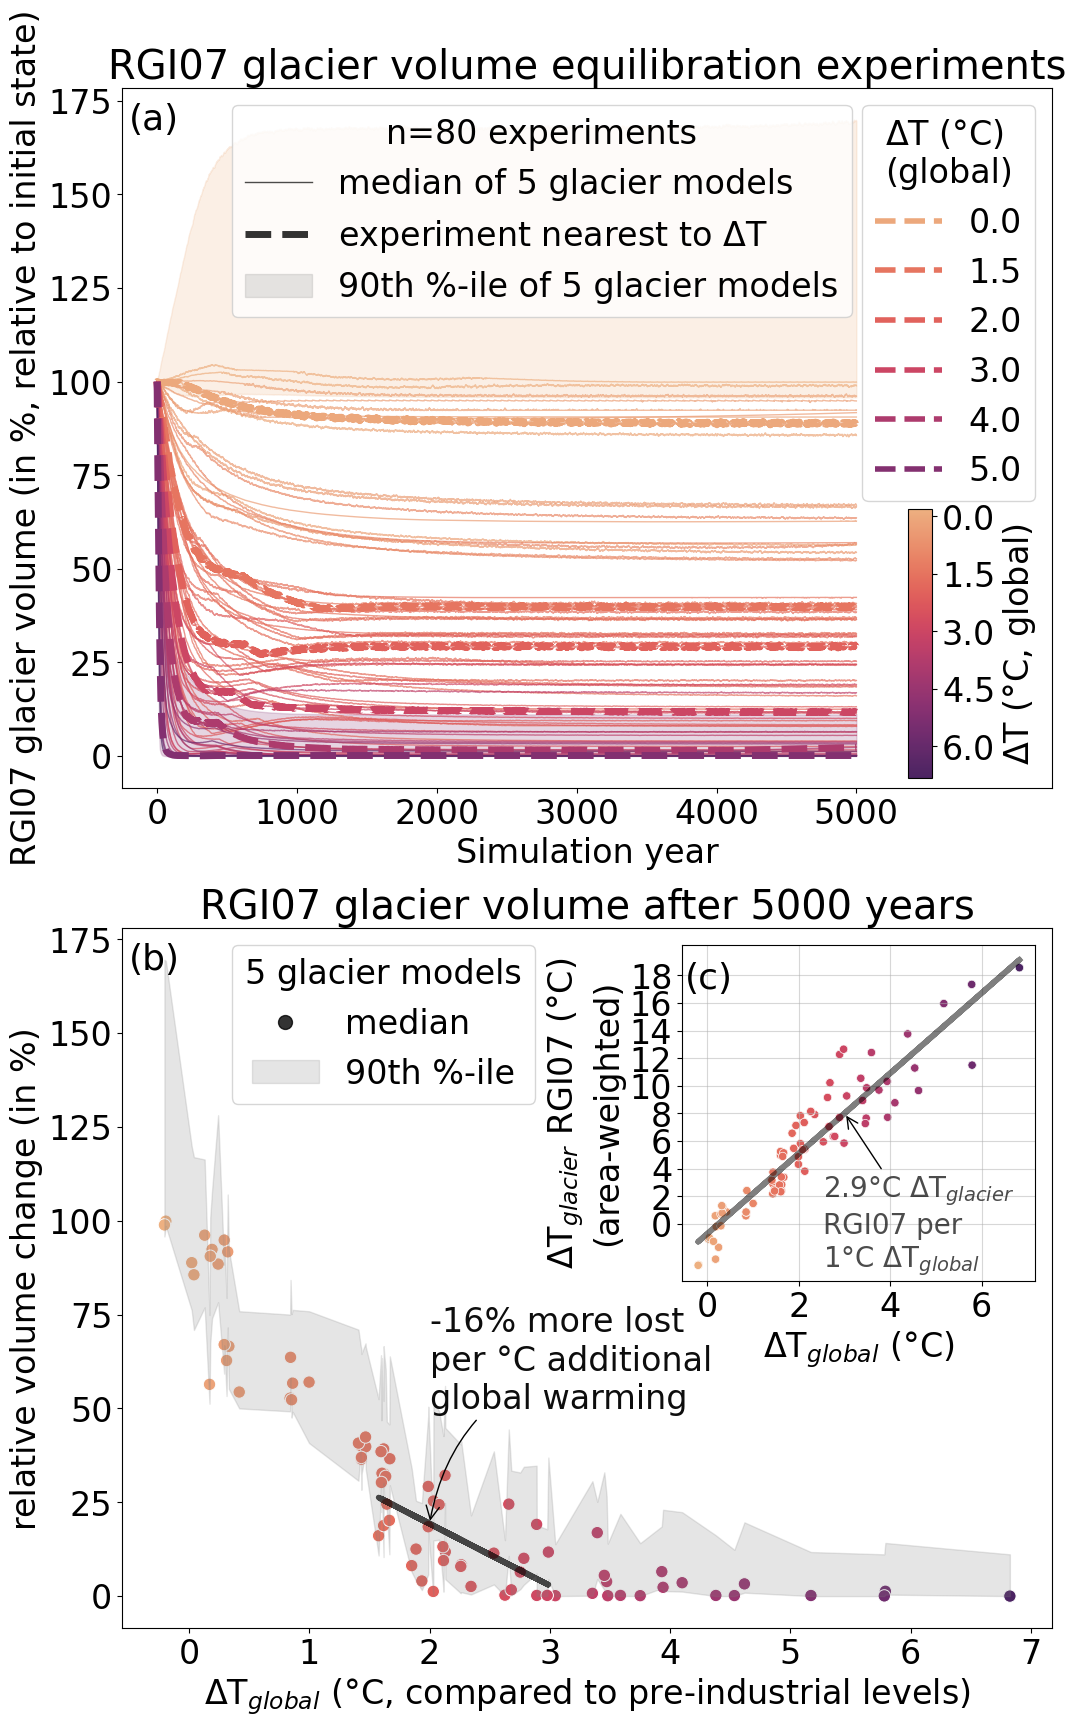 RGI07 glacier volume equilibration experiments
(a)
RGI07 glacier volume (in %, relative to initial state)
175
150
125
100
75
50
25
0
n=80 experiments
median of 5 glacier models
experiment nearest to ΔT
90th %-ile of 5 glacier models
ΔT (°C)
(global)
0.0
1.5
2.0
3.0
4.0
5.0
0.0
1.5
3.0
4.5
6.0
ΔT (°C, global)
0
1000
2000
3000
4000
5000
Simulation year
RGI07 glacier volume after 5000 years
(b)
relative volume change (in %)
175
150
125
100
75
50
25
0
5 glacier models
median
90th %-ile
-16% more lost
per °C additional
global warming
0
1
2
3
4
5
6
7
ΔTglobal (°C, compared to pre-industrial levels)
(c)
ΔTglacier RGI07 (°C)
(area-weighted)
18
16
14
12
10
8
6
4
2
0
2.9°C ΔTglacier
RGI07 per
1°C ΔTglobal
0
2
4
6
ΔTglobal (°C)